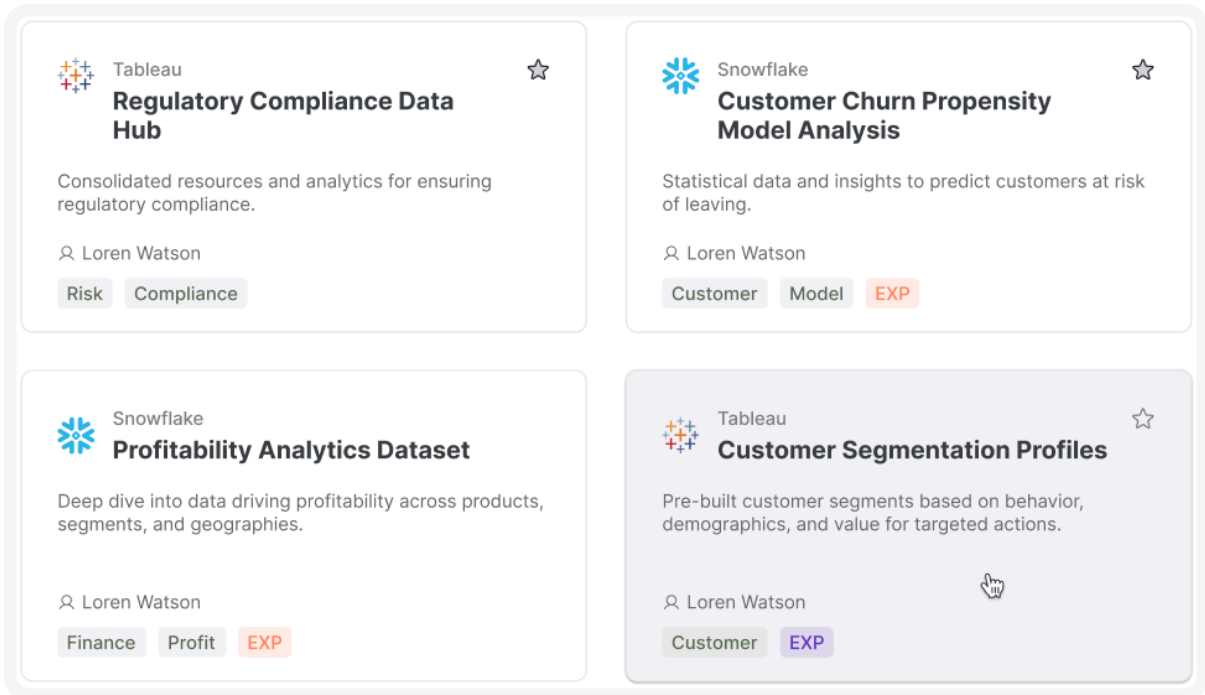 Tableau
Regulatory Compliance Data
Hub
Consolidated resources and analytics for ensuring
regulatory compliance.
Loren Watson
Risk Compliance
Snowflake
Customer Churn Propensity
Model Analysis
Statistical data and insights to predict customers at risk
of leaving.
Loren Watson
Customer Model EXP
Snowflake
Profitability Analytics Dataset
Deep dive into data driving profitability across products,
segments, and geographies.
Loren Watson
Finance Profit EXP
Tableau
Customer Segmentation Profiles
Pre-built customer segments based on behavior,
demographics, and value for targeted actions.
Loren Watson
Customer EXP